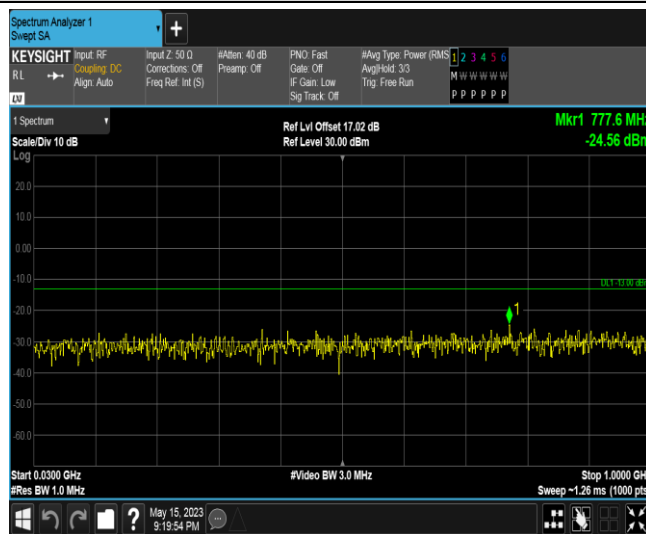 Spectrum Analyzer 1
Swept SA
+
KEYSIGHT
RL
LXI
Input: RF
Coupling: DC
Align: Auto
Input Z: 50 Ω
Corrections: Off
Freq Ref: Int (S)
#Atten: 40 dB
Preamp: Off
PNO: Fast
Gate: Off
IF Gain: Low
Sig Track: Off
#Avg Type: Power (RMS
Avg|Hold: 3/3
Trig: Free Run
1 2 3 4 5 6
M W W W W W
P P P P P P
1 Spectrum
Scale/Div 10 dB
Log
Ref Lvl Offset 17.02 dB
Ref Level 30.00 dBm
Mkr1 777.6 MHz
-24.56 dBm
20.0
10.0
0.00
-10.0
DL1 -13.00 dBm
-20.0
1
-30.0
-40.0
-50.0
-60.0
Start 0.0300 GHz
#Res BW 1.0 MHz
#Video BW 3.0 MHz
Stop 1.0000 GH
Sweep ~1.26 ms (1000 pts
?
May 15, 2023
9:19:54 PM